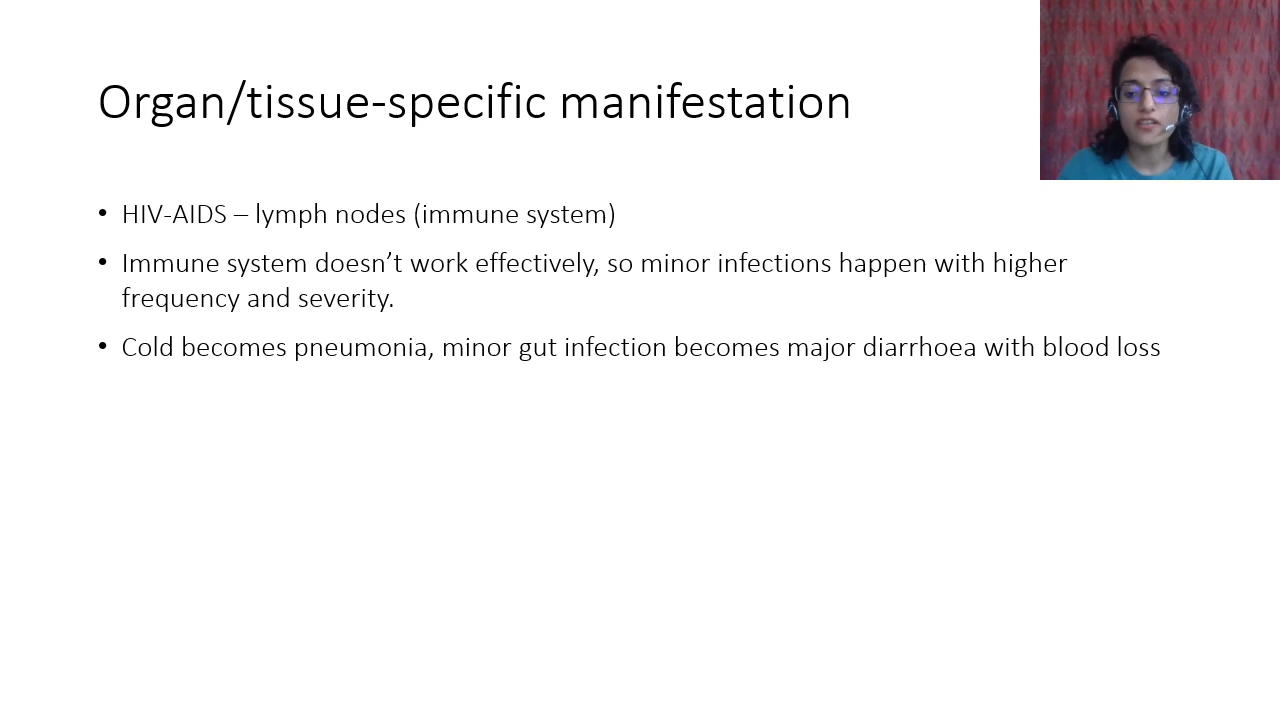 Organ/tissue-specific manifestation
• HIV-AIDS – lymph nodes (immune system)
• Immune system doesn’t work effectively, so minor infections happen with higher
frequency and severity.
• Cold becomes pneumonia, minor gut infection becomes major diarrhoea with blood loss